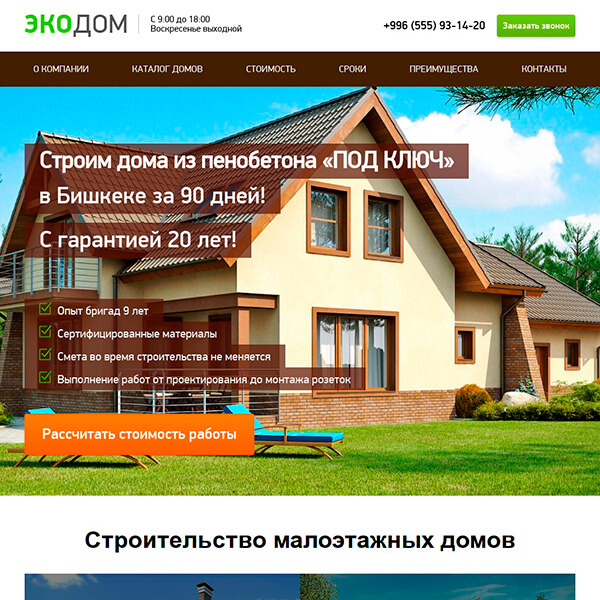 ЭКОДОМ
С 9:00 до 18:00
Воскресенье выходной
+996 (555) 93-14-20
Заказать звонок
О КОМПАНИИ
КАТАЛОГ ДОМОВ
СТОИМОСТЬ
СРОКИ
ПРЕИМУЩЕСТВА
КОНТАКТЫ
Строим дома из пенобетона «ПОД КЛЮЧ»
в Бишкеке за 90 дней!
С гарантией 20 лет!
Опыт бригад 9 лет
Сертифицированные материалы
Смета во время строительства не меняется
Выполнение работ от проектирования до монтажа розеток
Рассчитать стоимость работы
Строительство малоэтажных домов